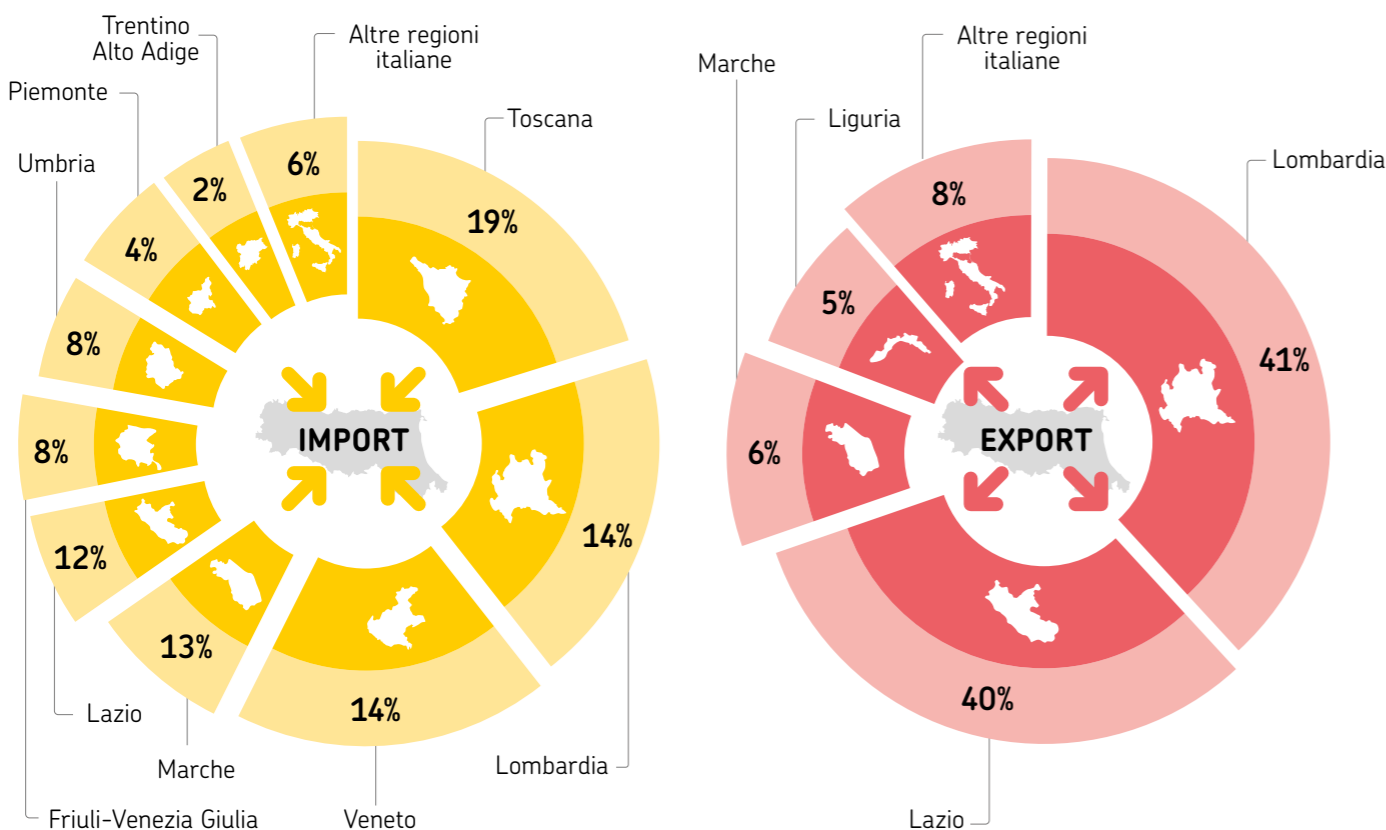 Trentino
Alto Adige
Altre regioni
italiane
Piemonte
Toscana
Umbria
2%
6%
19%
4%
8%
8%
IMPORT
12%
14%
13%
14%
Lazio
Marche
Lombardia
Friuli-Venezia Giulia
Veneto
Altre regioni
italiane
Marche
Liguria
Lombardia
8%
5%
41%
6%
EXPORT
40%
Lazio